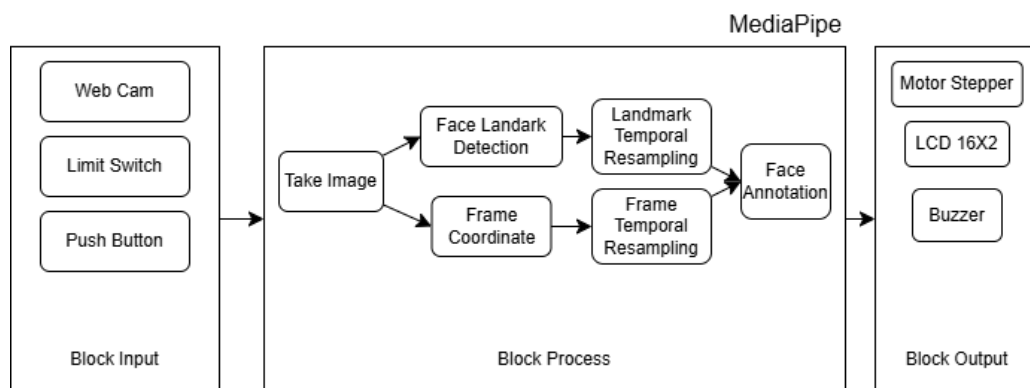 MediaPipe
Web Cam
Limit Switch
Push Button
Block Input
Take Image
Face Landark
Detection
Landmark
Temporal
Resampling
Frame
Coordinate
Frame
Temporal
Resampling
Face
Annotation
Block Process
Motor Stepper
LCD 16X2
Buzzer
Block Output